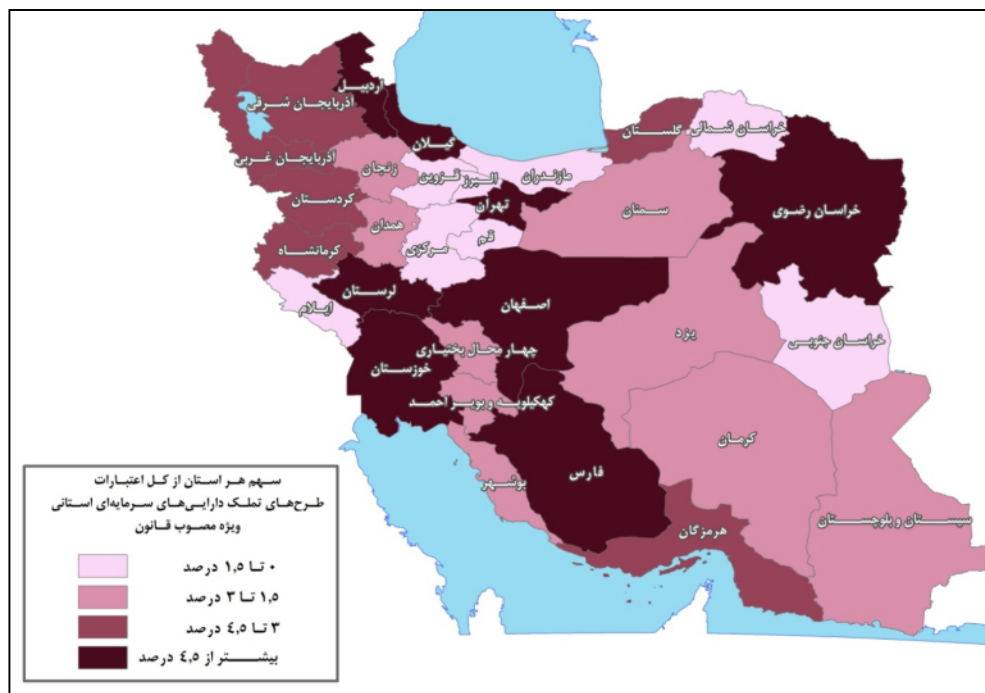 اردبیل
آذربایجان شرقی
گیلان
گلستان
خراسان شمالی
آذربایجان غربی
زنجان
قزوین
البرز
مازندران
کردستان
تهران
سمنان
خراسان رضوی
همدان
قم
مرکزی
کرمانشاه
لرستان
اصفهان
ایلام
یزد
خراسان جنوبی
چهار محال بختیاری
خوزستان
کهکیلویه و بویر احمد
کرمان
فارس
بوشهر
هرمزگان
سیستان و بلوچستان
سهم هر استان از کل اعتبارات
طرح‌های تملک دارایی‌های سرمایه‌ای استانی
ویژه مصوب قانون
۰ تا ۱,۵ درصد
۱,۵ تا ۳ درصد
۳ تا ۴,۵ درصد
بیشتر از ۴,۵ درصد